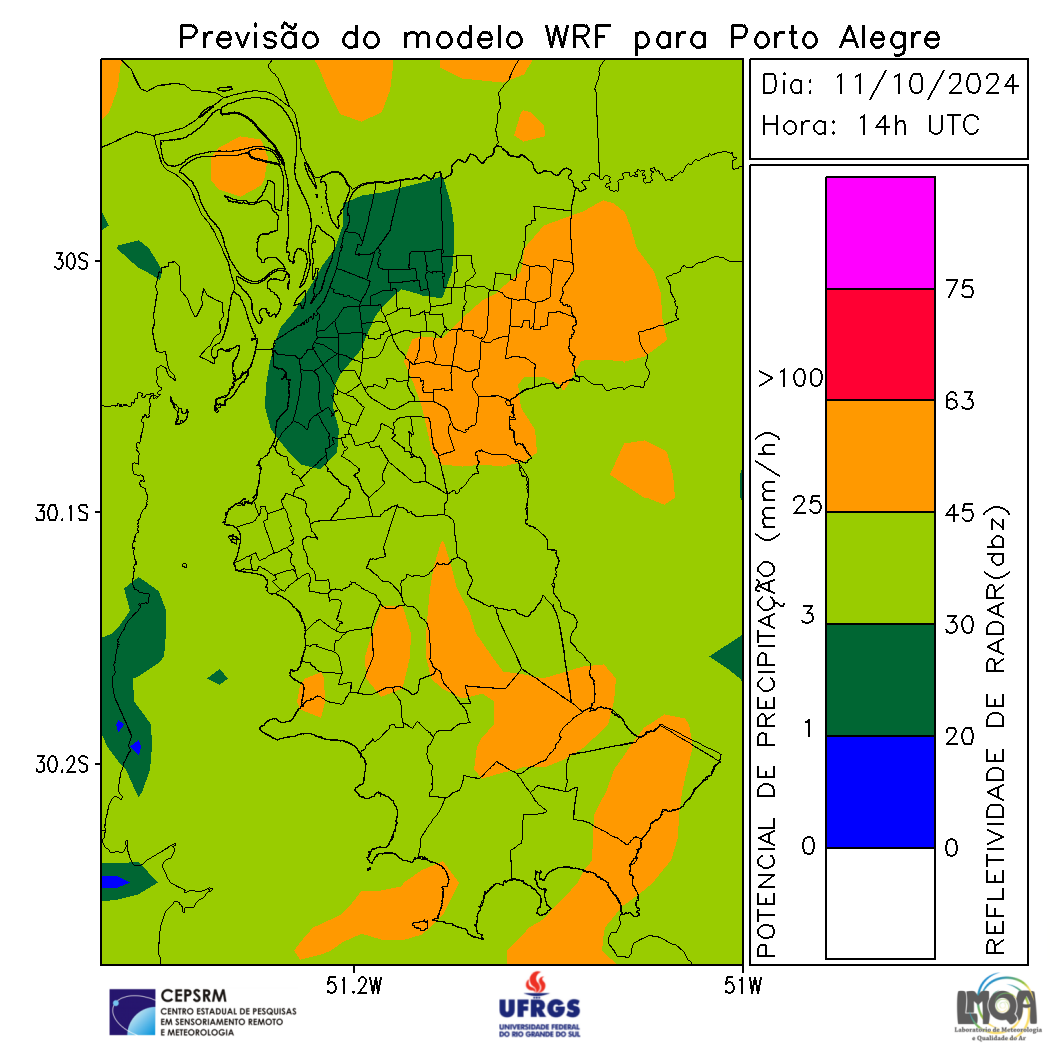 Previsão do modelo WRF para Porto Alegre
Dia: 11/10/2024
Hora: 14h UTC
30S
30.1S
30.2S
51.2W
51W
POTENCIAL DE PRECIPITAÇÃO (mm/h)
>100
25
3
1
0
75
63
45
30
20
0
REFLETIVIDADE DE RADAR(dbz)
CEPSRM
CENTRO ESTADUAL DE PESQUISAS
EM SENSORIAMENTO REMOTO
E METEOROLOGIA
UFRGS
UNIVERSIDADE FEDERAL
DO RIO GRANDE DO SUL
LMQA
Laboratório de Meteorologia
e Qualidade do Ar